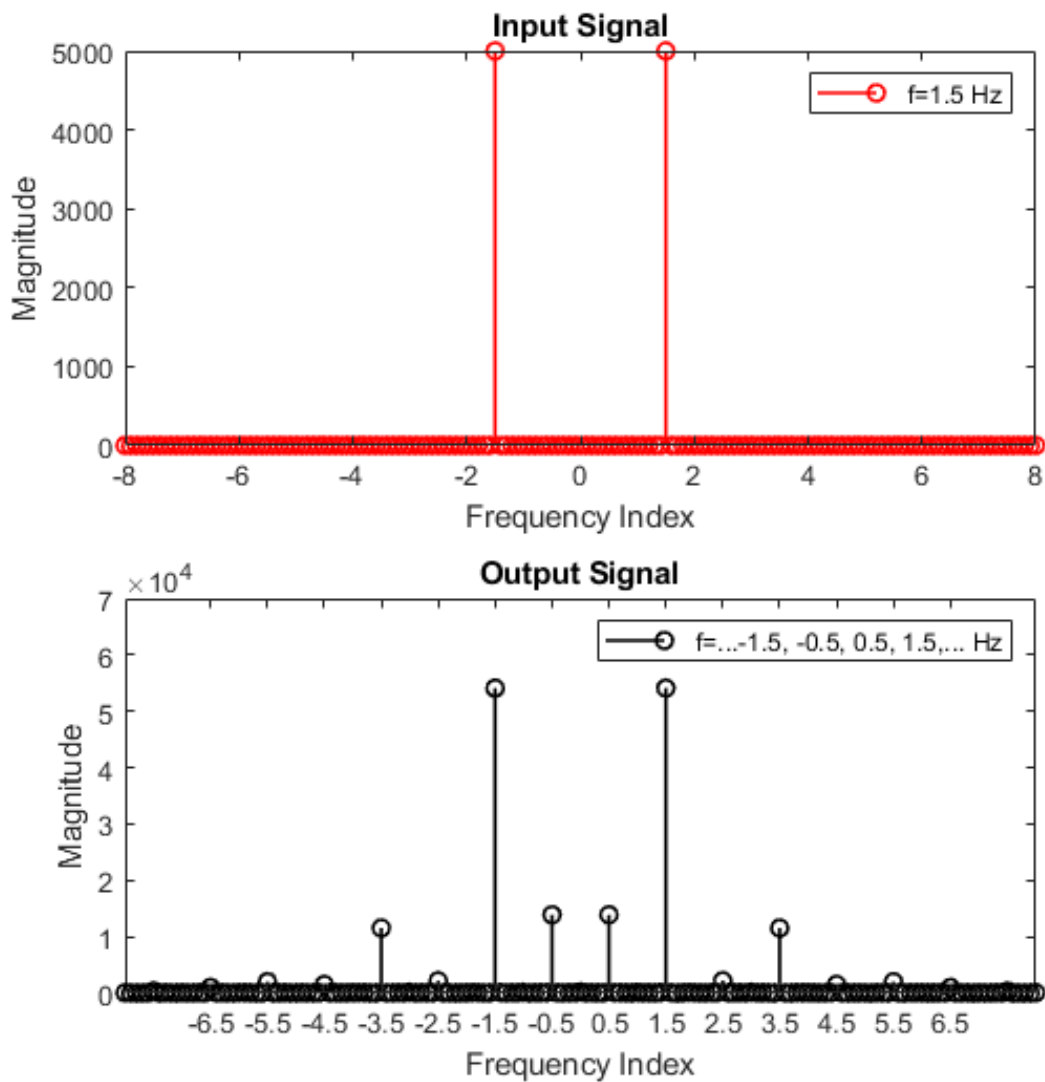 Input Signal
5000
4000
3000
2000
1000
0
Magnitude
f=1.5 Hz
-8 -6 -4 -2 0 2 4 6 8
Frequency Index
Output Signal
×10^4
7
6
5
4
3
2
1
0
Magnitude
f=...-1.5, -0.5, 0.5, 1.5,... Hz
-6.5 -5.5 -4.5 -3.5 -2.5 -1.5 -0.5 0.5 1.5 2.5 3.5 4.5 5.5 6.5
Frequency Index